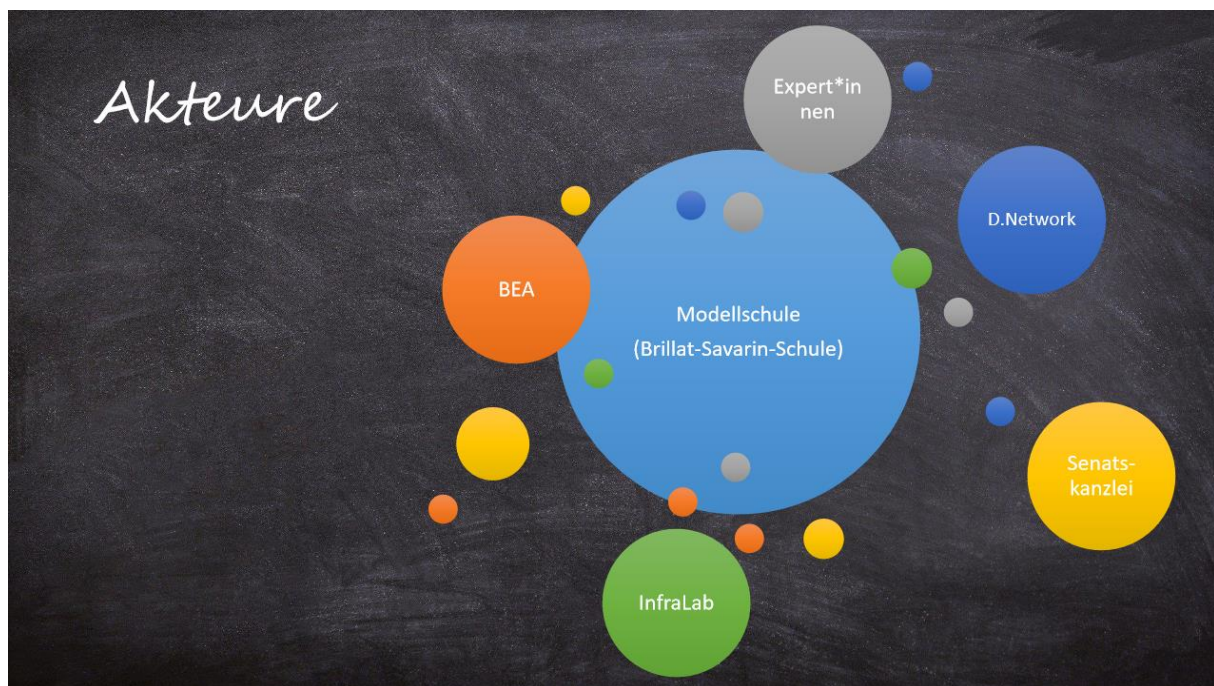 Akteure
Expert*in
nen
D.Network
BEA
Modellschule
(Brillat-Savarin-Schule)
Senats-
kanzlei
InfraLab